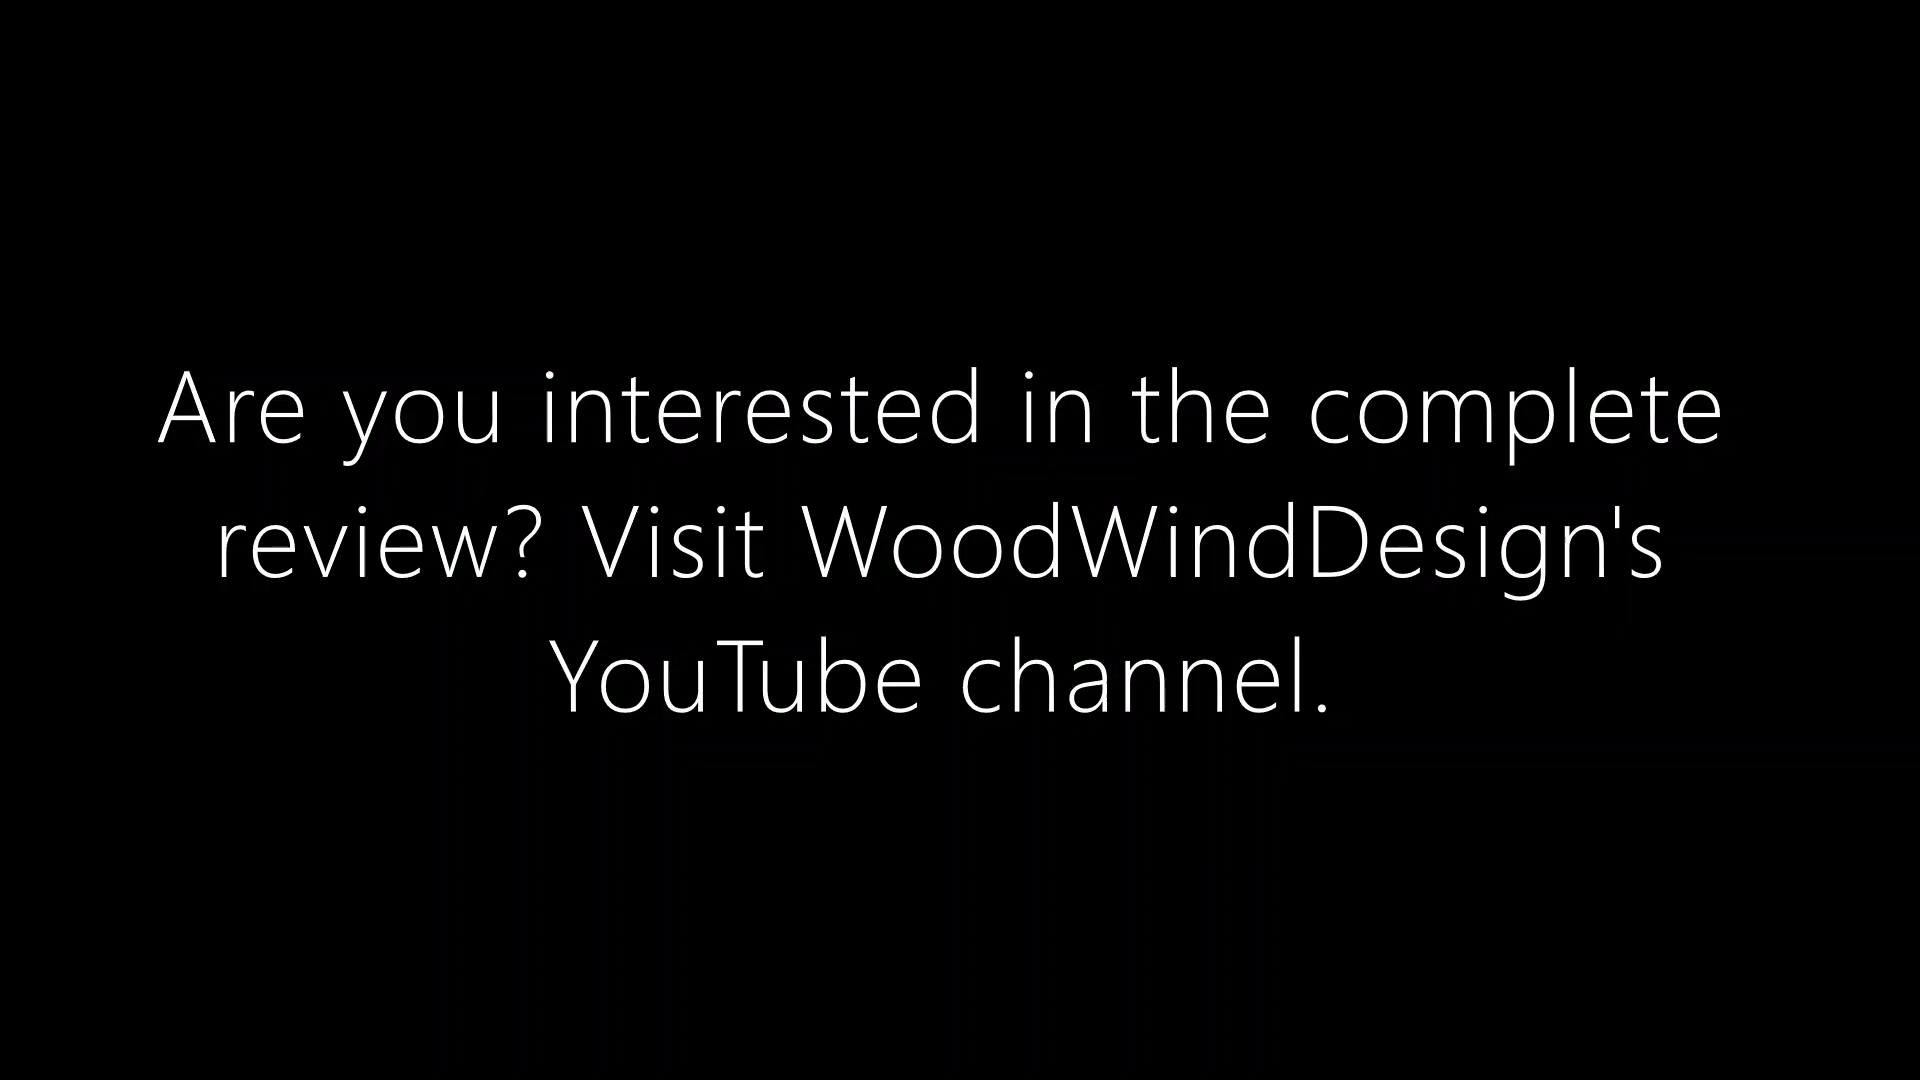 Are you interested in the complete
review? Visit WoodWindDesign's
YouTube channel.